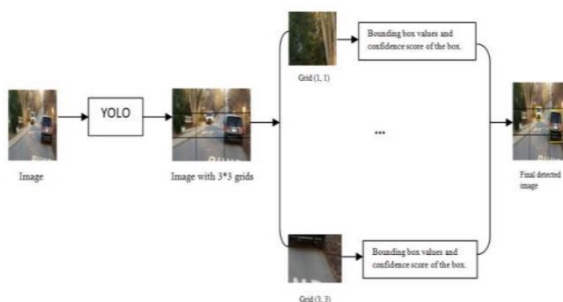 Bounding box values and
confidence score of the box.
Grid (1, 1)
YOLO
...
Image
Image with 3*3 grids
Final detected
image
Bounding box values and
confidence score of the box.
Grid (3, 3)